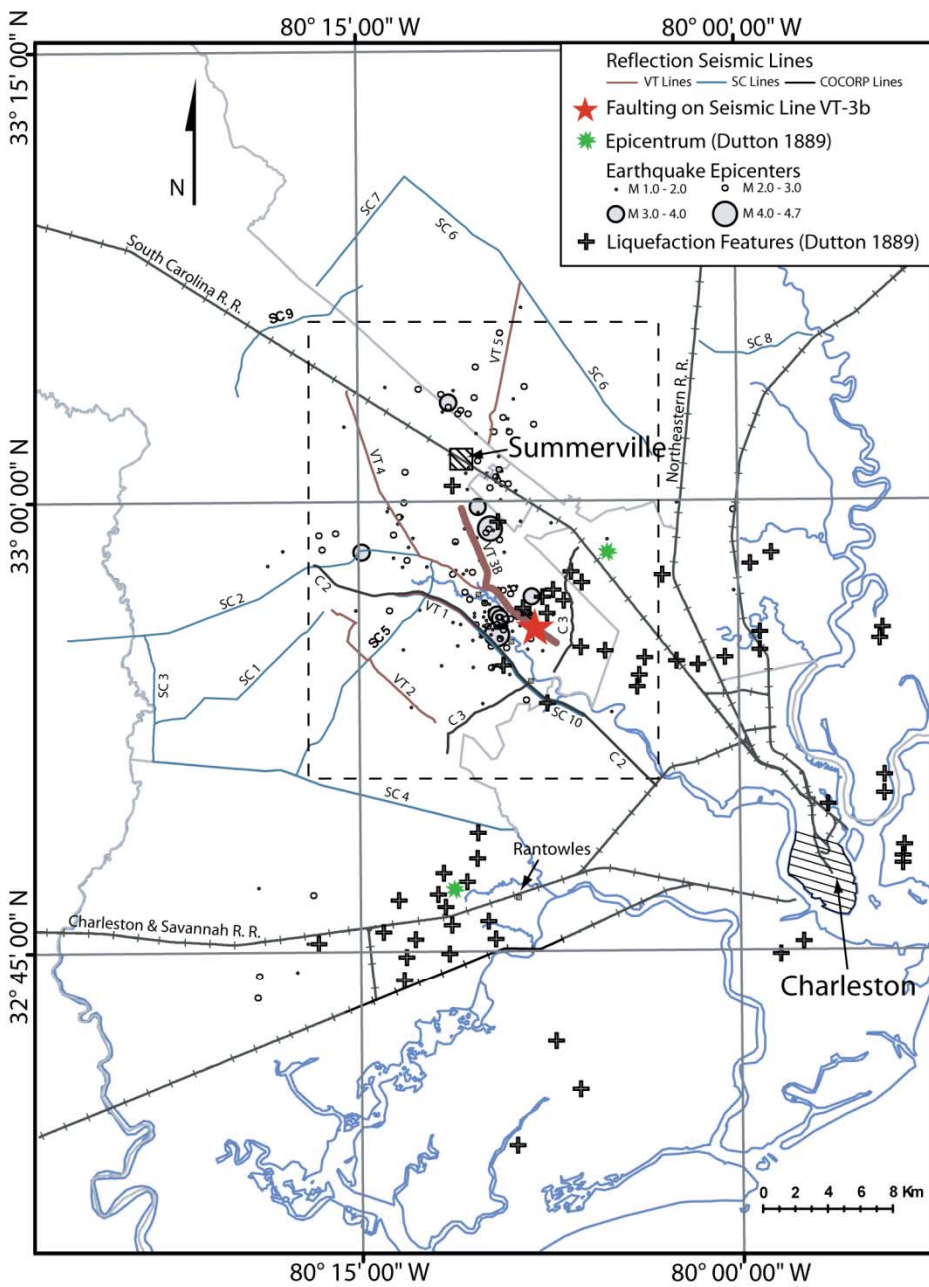 80° 15' 00" W
80° 00' 00" W
33° 15' 00" N
Reflection Seismic Lines
VT Lines
SC Lines
COCORP Lines
Faulting on Seismic Line VT-3b
Epicentrum (Dutton 1889)
Earthquake Epicenters
M 1.0 - 2.0
M 2.0 - 3.0
M 3.0 - 4.0
M 4.0 - 4.7
Liquefaction Features (Dutton 1889)
N
SC 7
SC 6
South Carolina R. R.
SC 9
VT 5
SC 6
SC 8
Northeastern R. R.
Summerville
VT 4
33° 00' 00" N
VT 3B
C 2
SC 2
VT 1
C 3
SC 5
SC 1
SC 3
VT 2
C 3
SC 10
C 2
SC 4
Rantowles
Charleston & Savannah R. R.
32° 45' 00" N
Charleston
0 2 4 6 8 Km
80° 15' 00" W
80° 00' 00" W